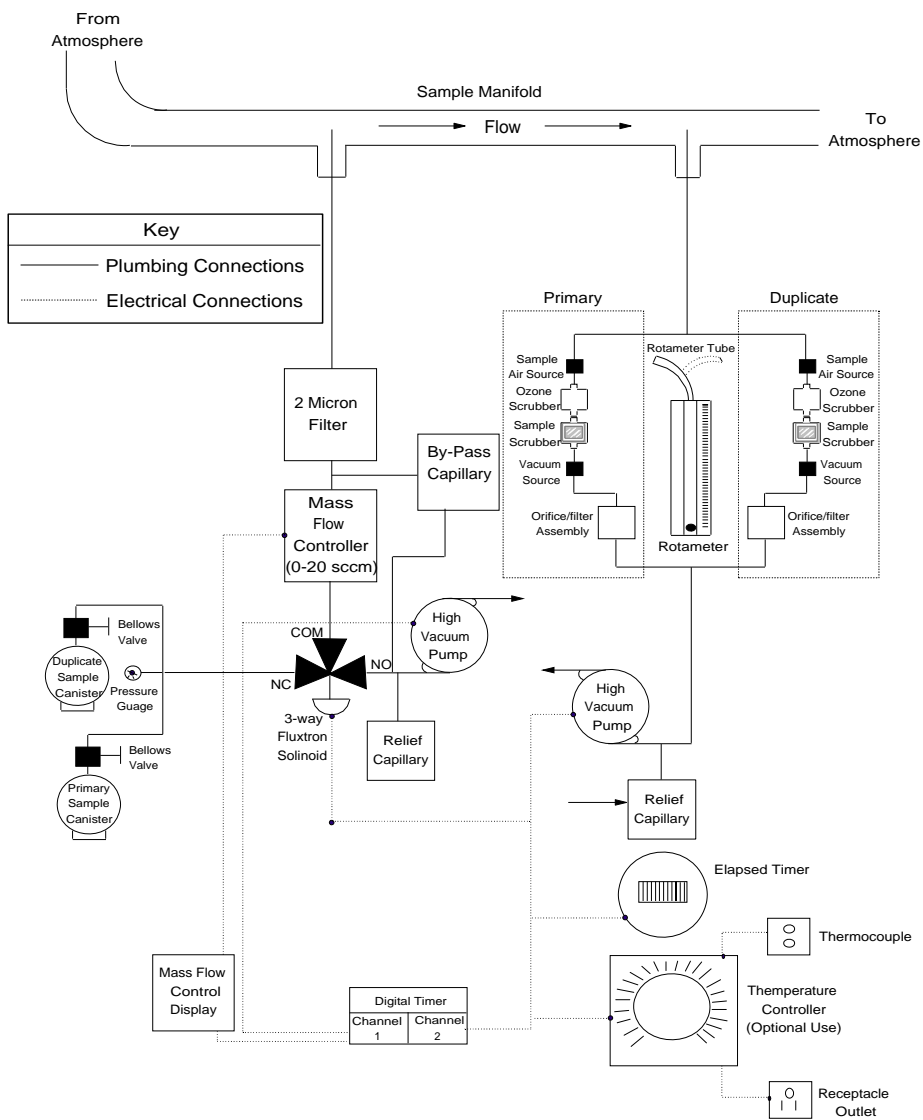 From
Atmosphere
Sample Manifold
Flow
To
Atmosphere
Key
Plumbing Connections
Electrical Connections
Primary
Duplicate
Sample
Air Source
Ozone
Scrubber
Sample
Scrubber
Vacuum
Source
Orifice/filter
Assembly
Rotameter Tube
Rotameter
Sample
Air Source
Ozone
Scrubber
Sample
Scrubber
Vacuum
Source
Orifice/filter
Assembly
2 Micron
Filter
By-Pass
Capillary
Mass
Flow
Controller
(0-20 sccm)
COM
NC
NO
High
Vacuum
Pump
3-way
Fluxtron
Solinoid
Relief
Capillary
Bellows
Valve
Duplicate
Sample
Canister
Pressure
Guage
Bellows
Valve
Primary
Sample
Canister
High
Vacuum
Pump
Relief
Capillary
Elapsed Timer
Thermocouple
Themperature
Controller
(Optional Use)
Receptacle
Outlet
Mass Flow
Control
Display
Digital Timer
Channel
1
Channel
2